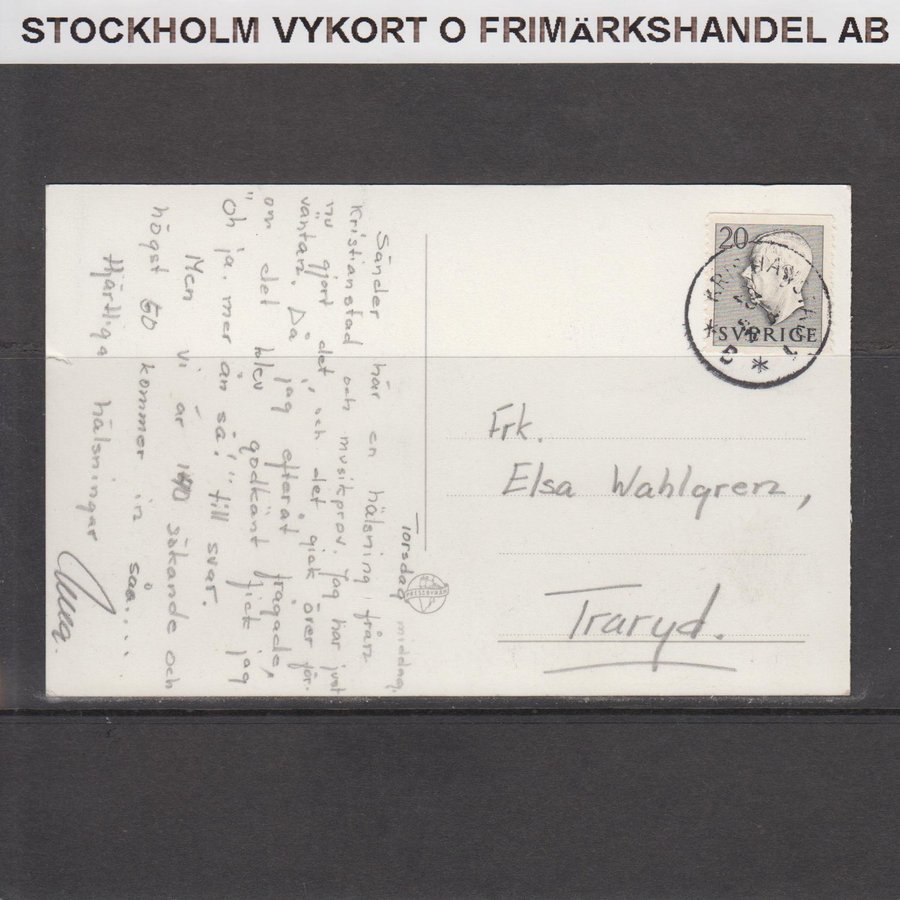 STOCKHOLM VYKORT O FRIMÄRKSHANDEL AB
Torsdag middag.
Sänder här en hälsning från
Kristianstad och musikprov. Jag har just
nu gjort det, och det gick över för-
väntan. Då jag efteråt frågade,
om det blev godkänt fick jag
"Oh ja. mer än så!" till svar.
Men vi är 140 sökande och
högst 60 kommer in så....
Hjärtliga hälsningar
20
SVERIGE
Frk.
Elsa Wahlgren,
Traryd.
PRESSBYRÅN